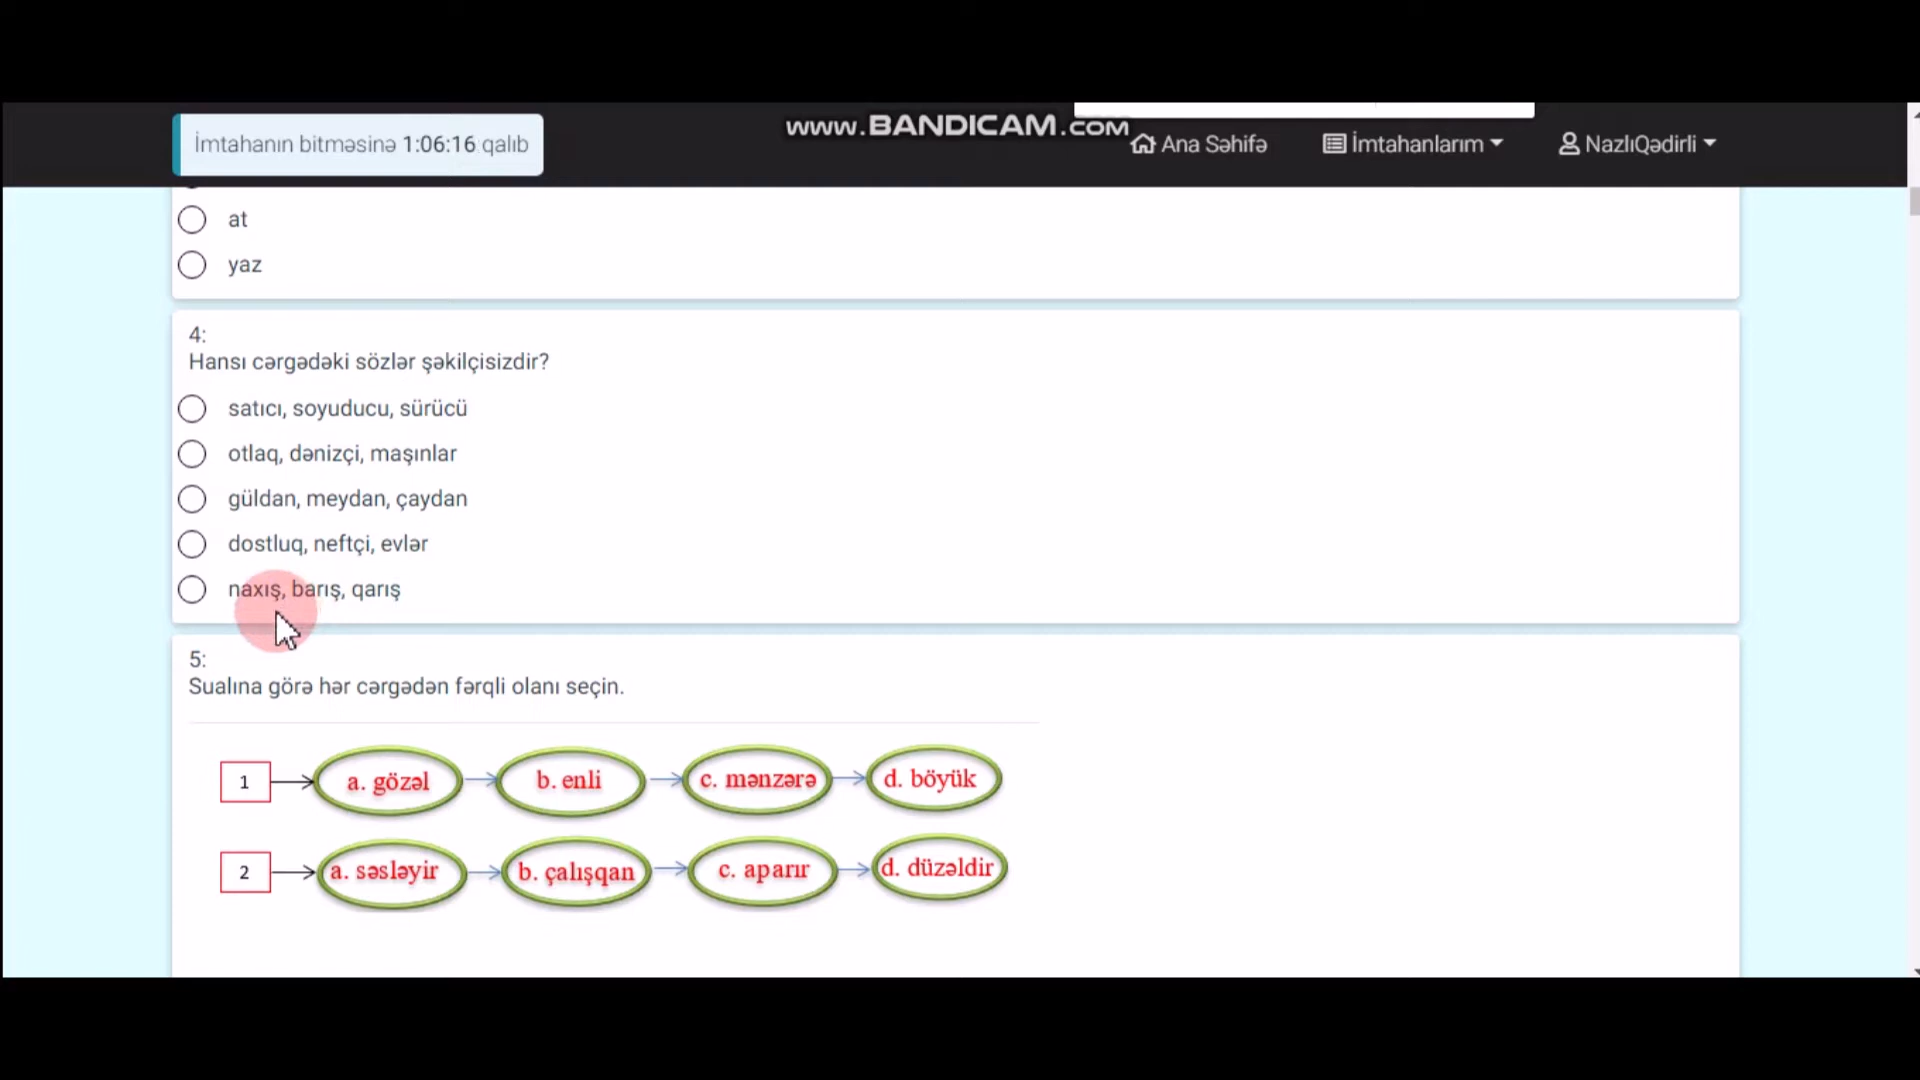 İmtahanın bitməsinə 1:06:16 qalıb
www.BANDICAM.com
Ana Səhifə
İmtahanlarım
NazlıQədirli
at
yaz
4:
Hansı cərgədəki sözlər şəkilçisizdir?
satıcı, soyuducu, sürücü
otlaq, dənizçi, maşınlar
güldan, meydan, çaydan
dostluq, neftçi, evlər
naxış, barış, qarış
5:
Sualına görə hər cərgədən fərqli olanı seçin.
1 a. gözəl b. enli c. mənzərə d. böyük
2 a. səsləyir b. çalışqan c. aparır d. düzəldir